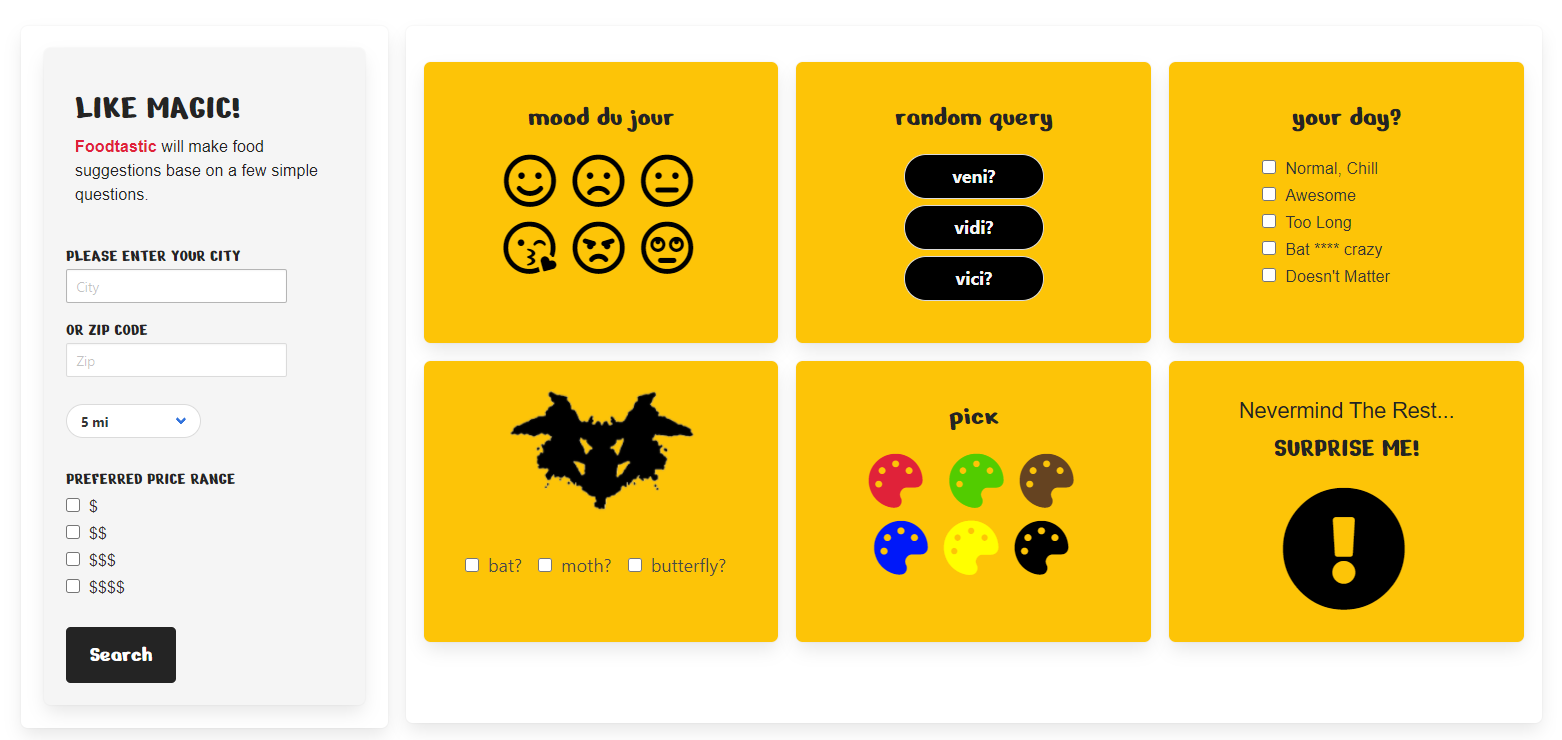 LIKE MAGIC!
Foodtastic will make food
suggestions base on a few simple
questions.
PLEASE ENTER YOUR CITY
City
OR ZIP CODE
Zip
5 mi
PREFERRED PRICE RANGE
$
$$
$$$
$$$$
Search
mood du jour
random query
veni?
vidi?
vici?
your day?
Normal, Chill
Awesome
Too Long
Bat **** crazy
Doesn't Matter
bat? moth? butterfly?
pick
Nevermind The Rest...
SURPRISE ME!